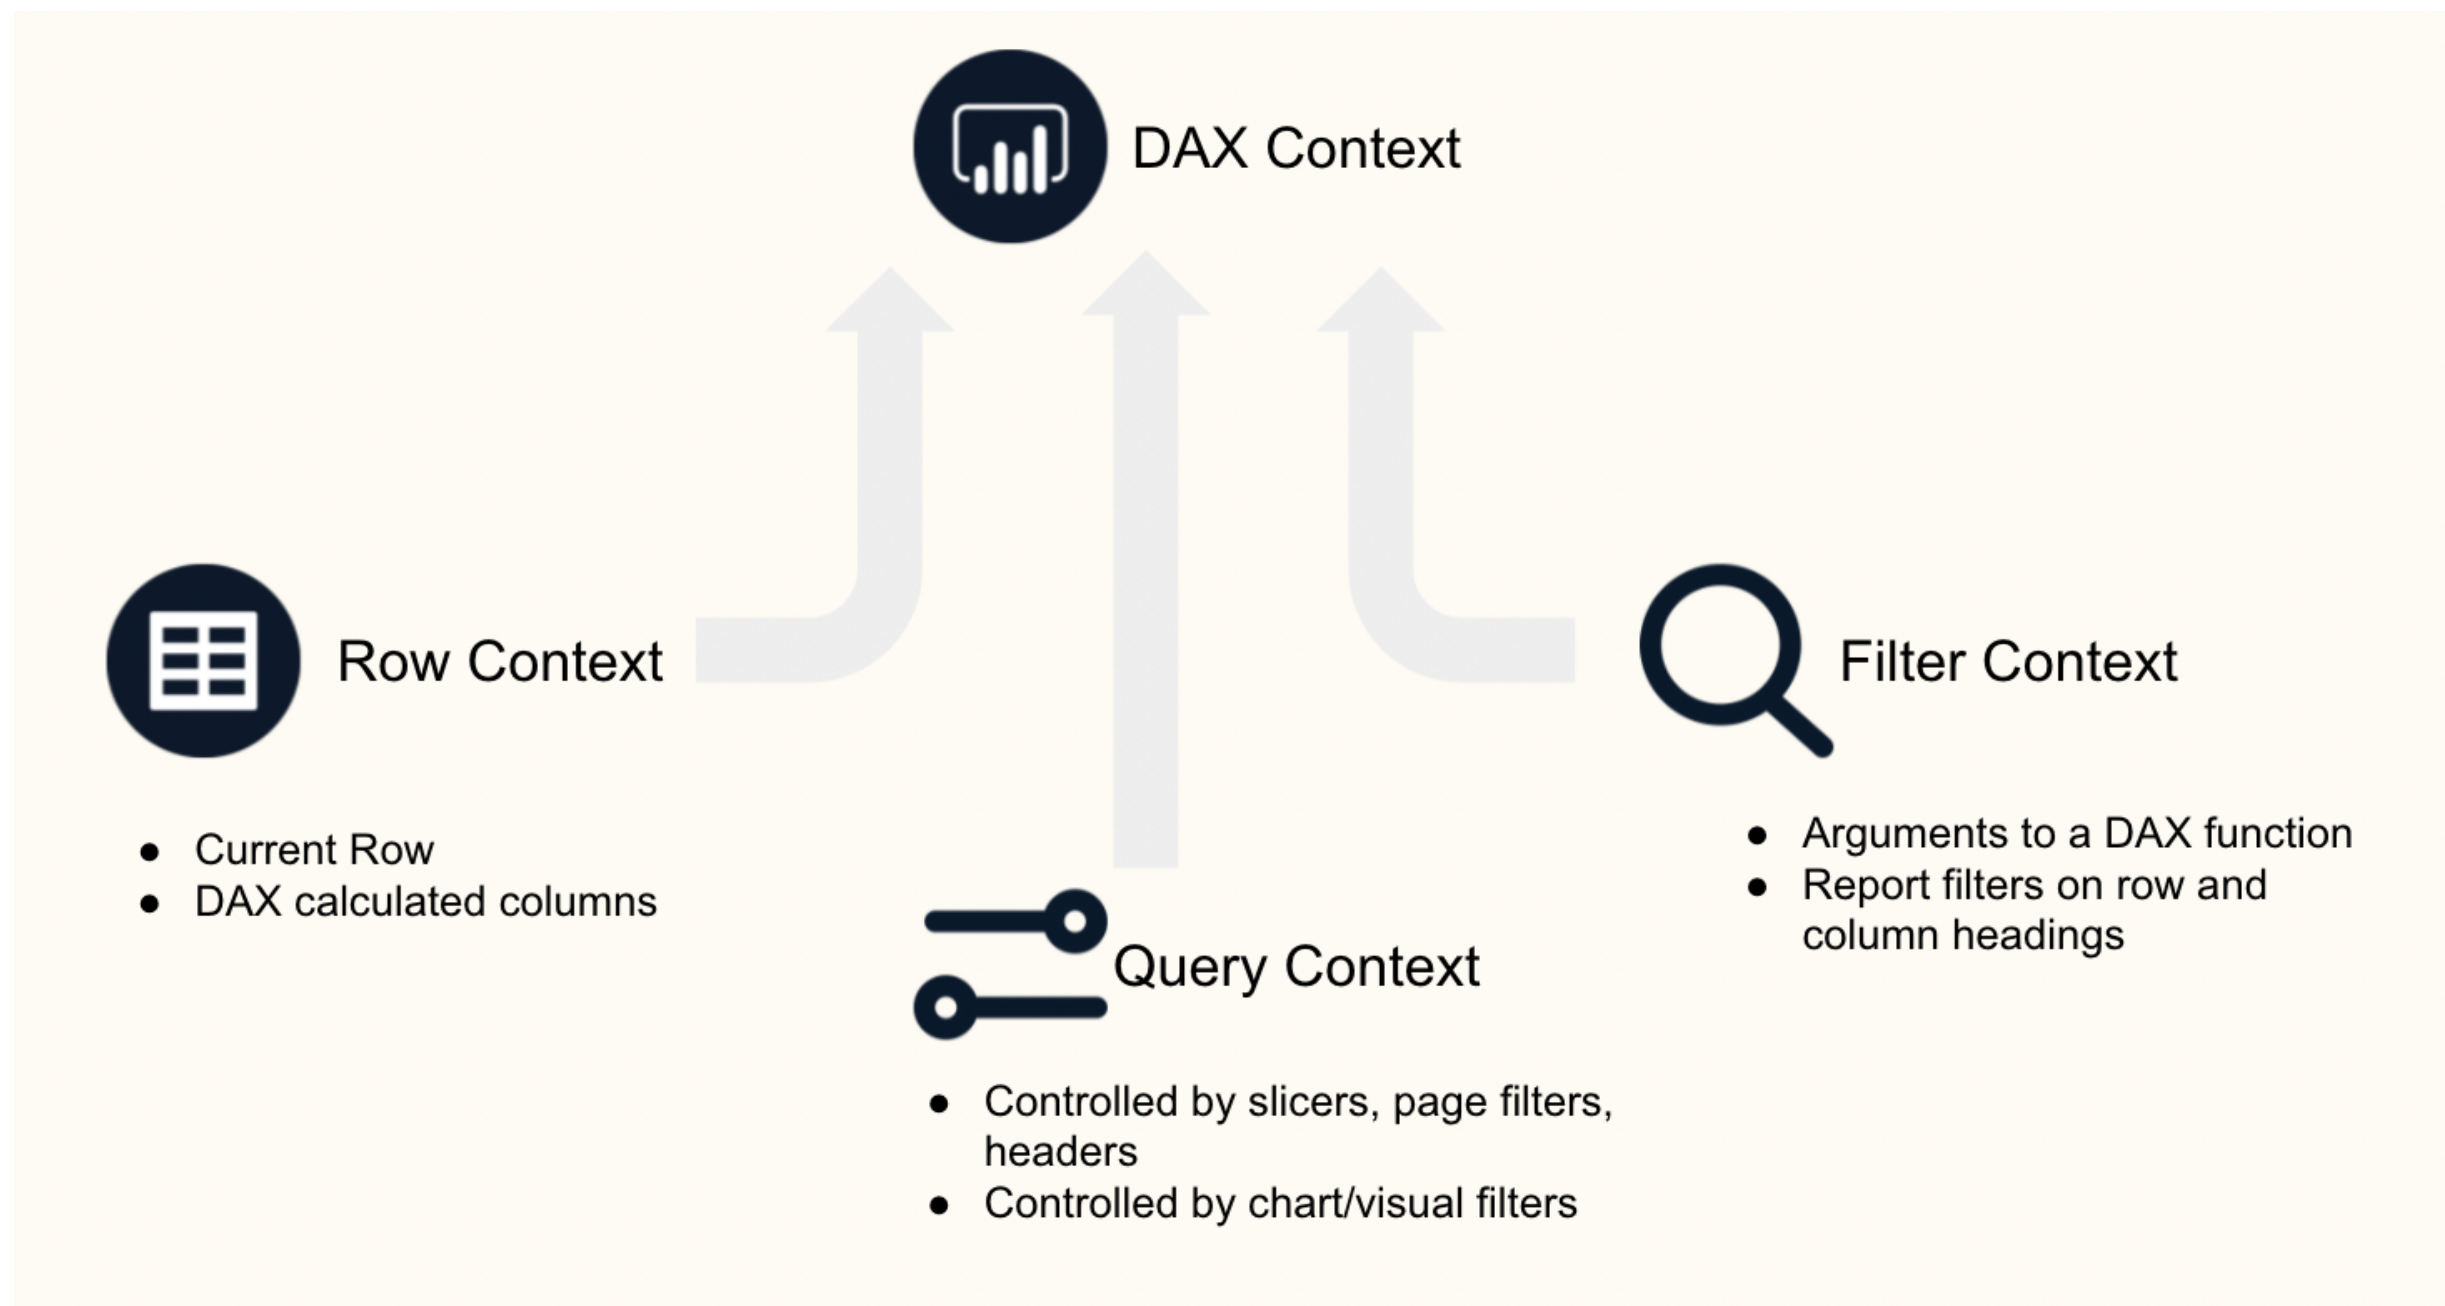 DAX Context
Row Context
● Current Row
● DAX calculated columns
Filter Context
● Arguments to a DAX function
● Report filters on row and
column headings
Query Context
● Controlled by slicers, page filters,
headers
● Controlled by chart/visual filters